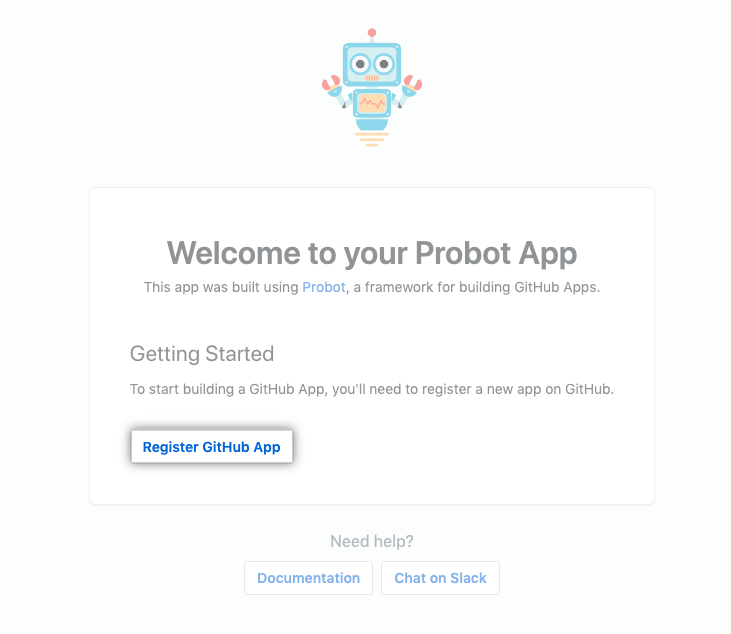 Welcome to your Probot App
This app was built using Probot, a framework for building GitHub Apps.
Getting Started
To start building a GitHub App, you'll need to register a new app on GitHub.
Register GitHub App
Need help?
Documentation
Chat on Slack